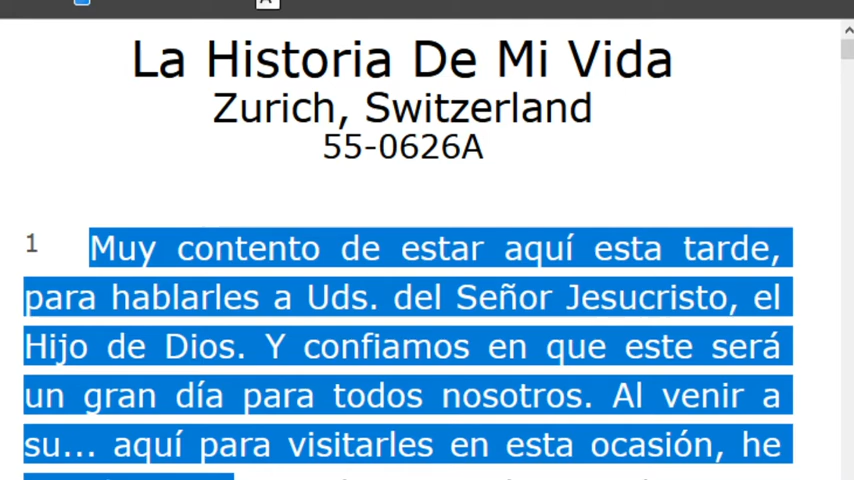 La Historia De Mi Vida
Zurich, Switzerland
55-0626A
1 Muy contento de estar aquí esta tarde,
para hablarles a Uds. del Señor Jesucristo, el
Hijo de Dios. Y confiamos en que este será
un gran día para todos nosotros. Al venir a
su... aquí para visitarles en esta ocasión, he